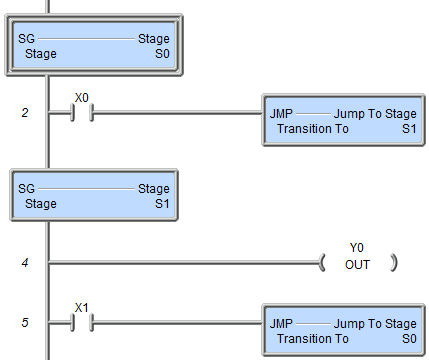 SG Stage
Stage S0
X0
2
JMP Jump To Stage
Transition To S1
SG Stage
Stage S1
Y0
4 OUT
X1
5
JMP Jump To Stage
Transition To S0